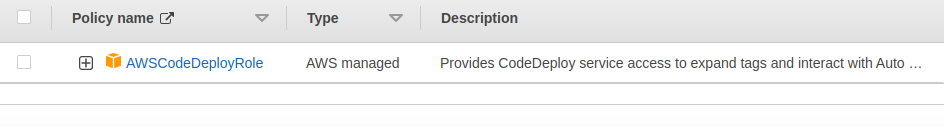 Policy name Type Description
AWSCodeDeployRole AWS managed Provides CodeDeploy service access to expand tags and interact with Auto ...